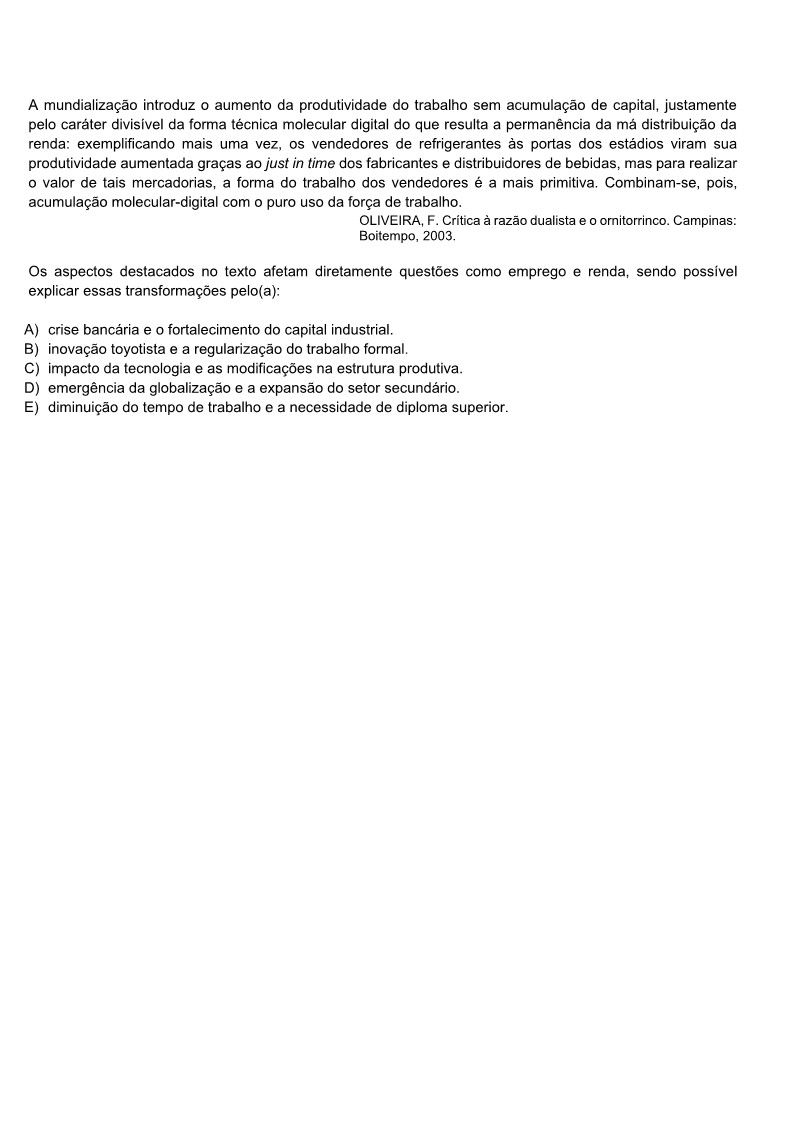 A mundialização introduz o aumento da produtividade do trabalho sem acumulação de capital, justamente
pelo caráter divisível da forma técnica molecular digital do que resulta a permanência da má distribuição da
renda: exemplificando mais uma vez, os vendedores de refrigerantes às portas dos estádios viram sua
produtividade aumentada graças ao just in time dos fabricantes e distribuidores de bebidas, mas para realizar
o valor de tais mercadorias, a forma do trabalho dos vendedores é a mais primitiva. Combinam-se, pois,
acumulação molecular-digital com o puro uso da força de trabalho.
OLIVEIRA, F. Crítica à razão dualista e o ornitorrinco. Campinas:
Boitempo, 2003.
Os aspectos destacados no texto afetam diretamente questões como emprego e renda, sendo possível
explicar essas transformações pelo(a):
A) crise bancária e o fortalecimento do capital industrial.
B) inovação toyotista e a regularização do trabalho formal.
C) impacto da tecnologia e as modificações na estrutura produtiva.
D) emergência da globalização e a expansão do setor secundário.
E) diminuição do tempo de trabalho e a necessidade de diploma superior.